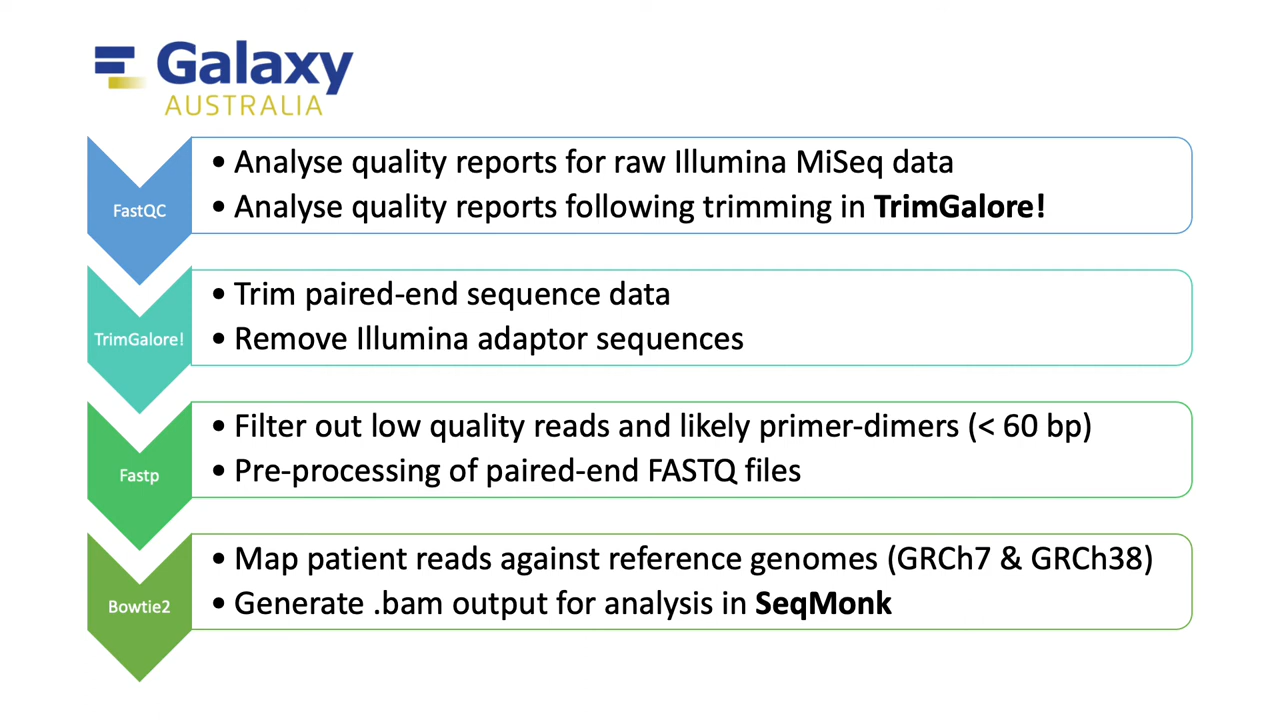 Galaxy
AUSTRALIA
FastQC
• Analyse quality reports for raw Illumina MiSeq data
• Analyse quality reports following trimming in TrimGalore!
TrimGalore!
• Trim paired-end sequence data
• Remove Illumina adaptor sequences
Fastp
• Filter out low quality reads and likely primer-dimers (< 60 bp)
• Pre-processing of paired-end FASTQ files
Bowtie2
• Map patient reads against reference genomes (GRCh7 & GRCh38)
• Generate .bam output for analysis in SeqMonk